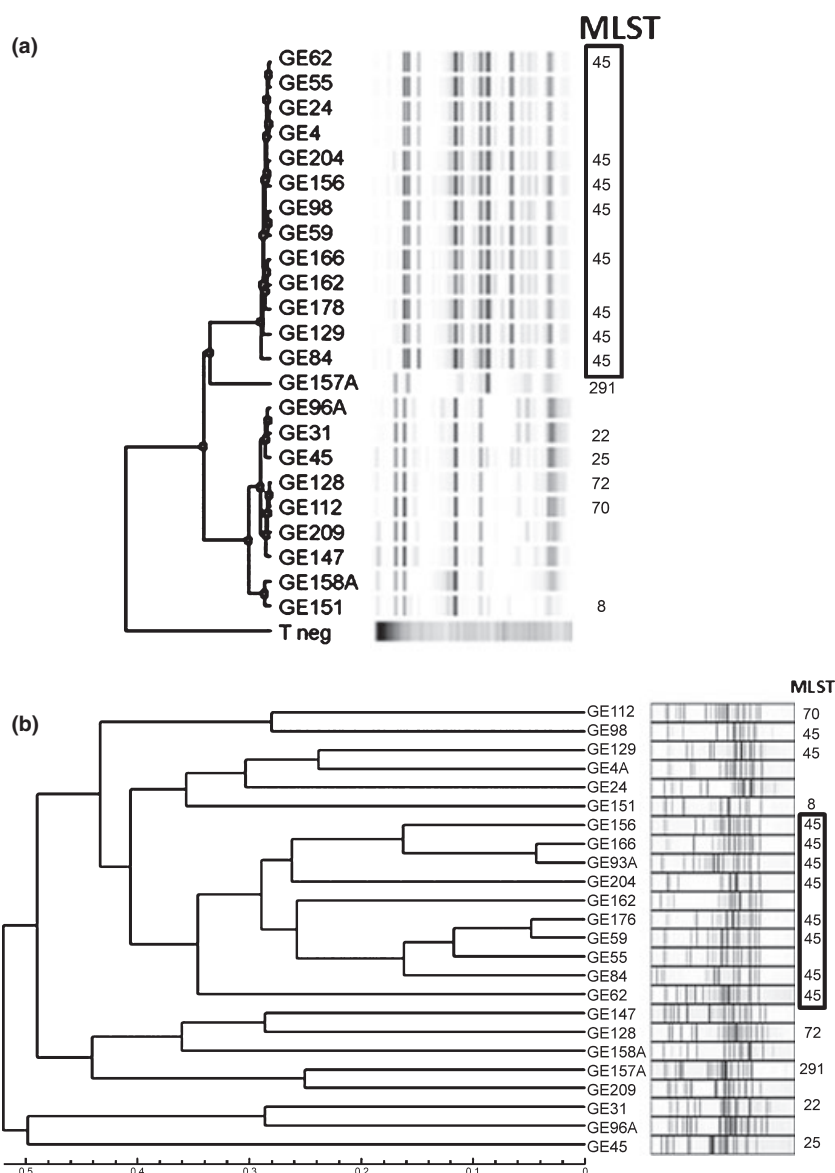 MLST
(a)
GE62 45
GE55
GE24
GE4
GE204 45
GE156 45
GE98 45
GE59
GE166 45
GE162
GE178 45
GE129 45
GE84 45
GE157A 291
GE96A
GE31 22
GE45 25
GE128 72
GE112 70
GE209
GE147
GE158A
GE151 8
T neg
MLST
(b)
GE112 70
GE98 45
GE129 45
GE4A
GE24
GE151 8
GE156 45
GE166 45
GE93A 45
GE204 45
GE162
GE176 45
GE59 45
GE55
GE84 45
GE62 45
GE147
GE128 72
GE158A
GE157A 291
GE209
GE31 22
GE96A
GE45 25
0.5 0.4 0.3 0.2 0.1 0